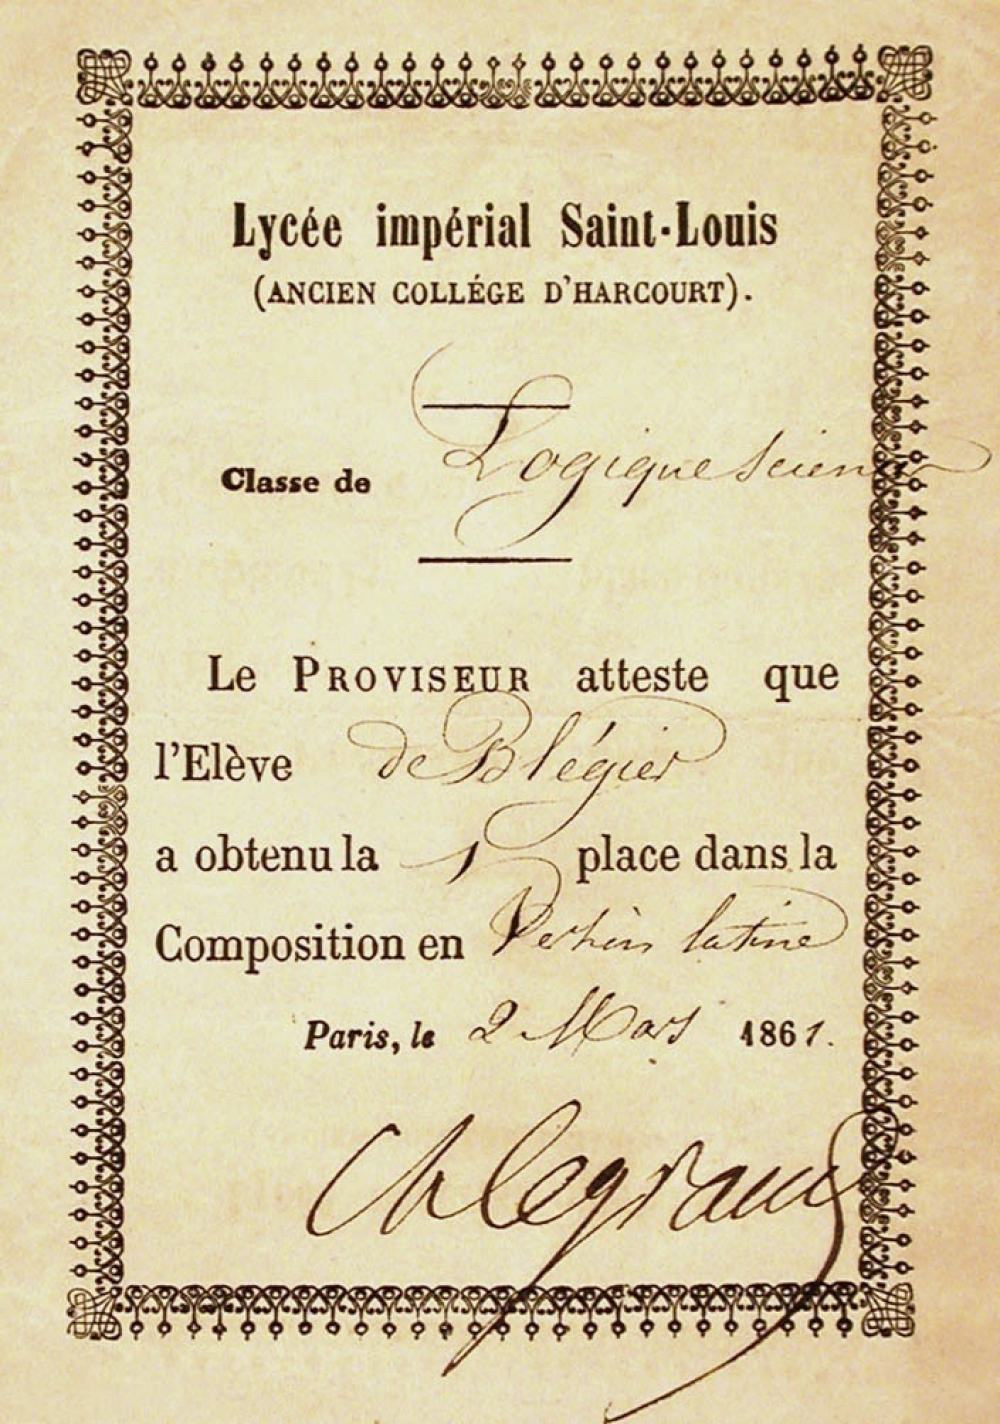 Lycée impérial Saint-Louis
(ANCIEN COLLÉGE D'HARCOURT).
Classe de Logique Scien
Le PROVISEUR atteste que
l'Elève de Blégier
a obtenu la 1 place dans la
Composition en latine
Paris, le 2 Mars 1861.